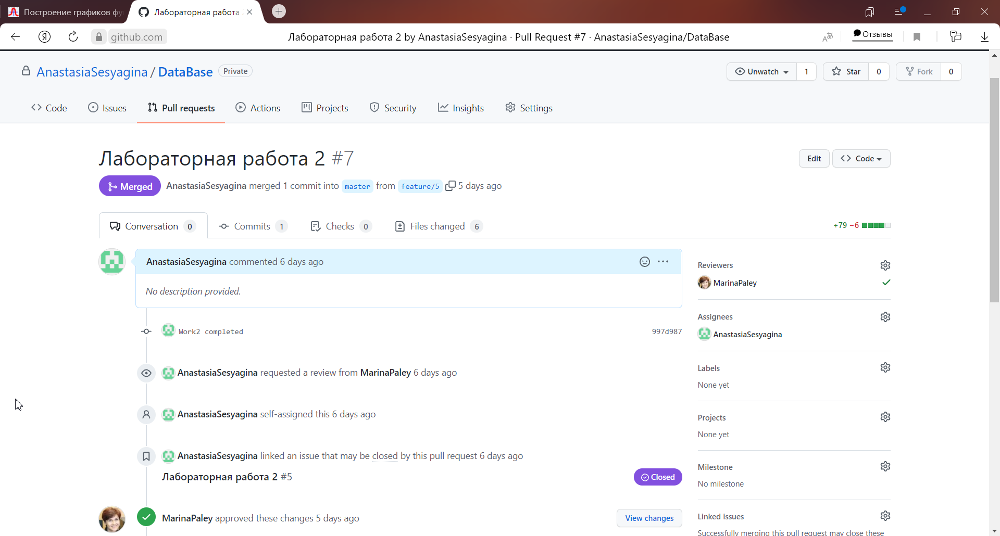 Построение графиков фу
Лабораторная работа
github.com
Лабораторная работа 2 by AnastasiaSesyagina · Pull Request #7 · AnastasiaSesyagina/DataBase
Отзывы
AnastasiaSesyagina / DataBase Private
Unwatch 1 Star 0 Fork 0
Code Issues Pull requests Actions Projects Security Insights Settings
Лабораторная работа 2 #7
Edit Code
Merged AnastasiaSesyagina merged 1 commit into master from feature/5 5 days ago
Conversation 0 Commits 1 Checks 0 Files changed 6
+79 −6
AnastasiaSesyagina commented 6 days ago
No description provided.
Work2 completed 997d987
AnastasiaSesyagina requested a review from MarinaPaley 6 days ago
AnastasiaSesyagina self-assigned this 6 days ago
AnastasiaSesyagina linked an issue that may be closed by this pull request 6 days ago
Лабораторная работа 2 #5 Closed
MarinaPaley approved these changes 5 days ago View changes
Reviewers
MarinaPaley
Assignees
AnastasiaSesyagina
Labels
None yet
Projects
None yet
Milestone
No milestone
Linked issues
Successfully merging this pull request may close these